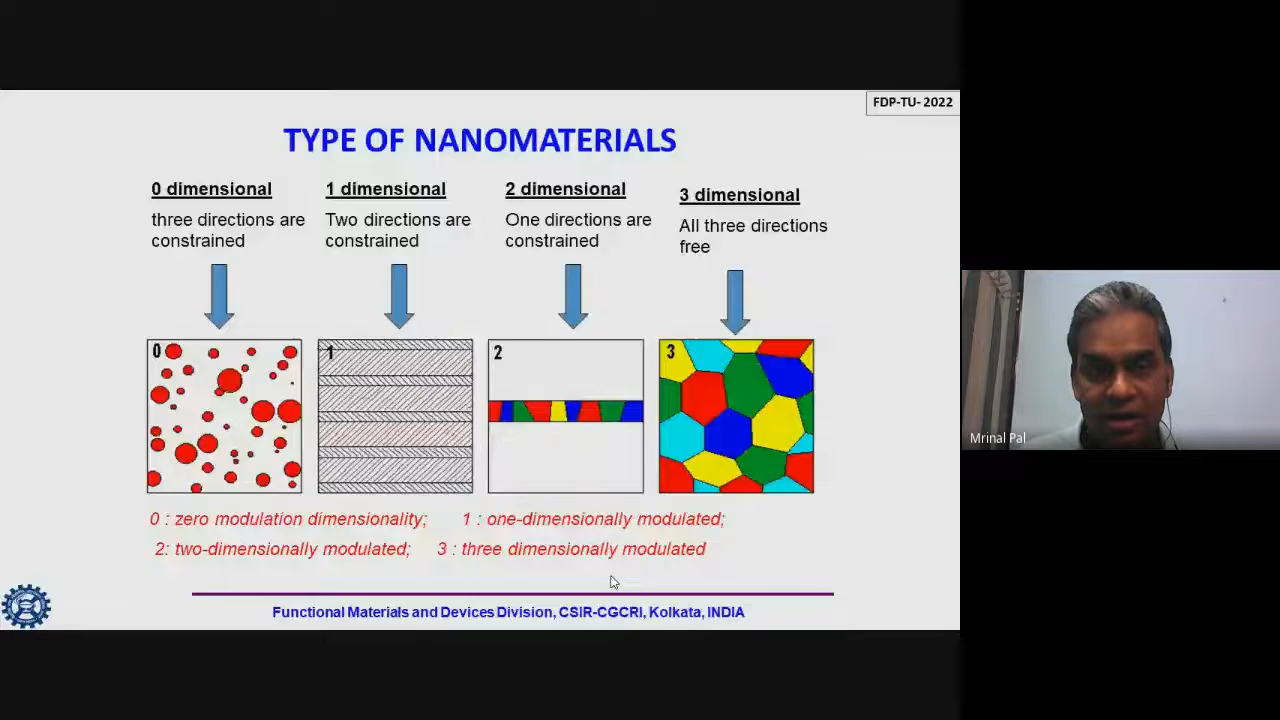 FDP-TU- 2022
TYPE OF NANOMATERIALS
0 dimensional
three directions are
constrained
1 dimensional
Two directions are
constrained
2 dimensional
One directions are
constrained
3 dimensional
All three directions
free
0
1
2
3
0 : zero modulation dimensionality; 1 : one-dimensionally modulated;
2: two-dimensionally modulated; 3 : three dimensionally modulated
Functional Materials and Devices Division, CSIR-CGCRI, Kolkata, INDIA
Mrinal Pal